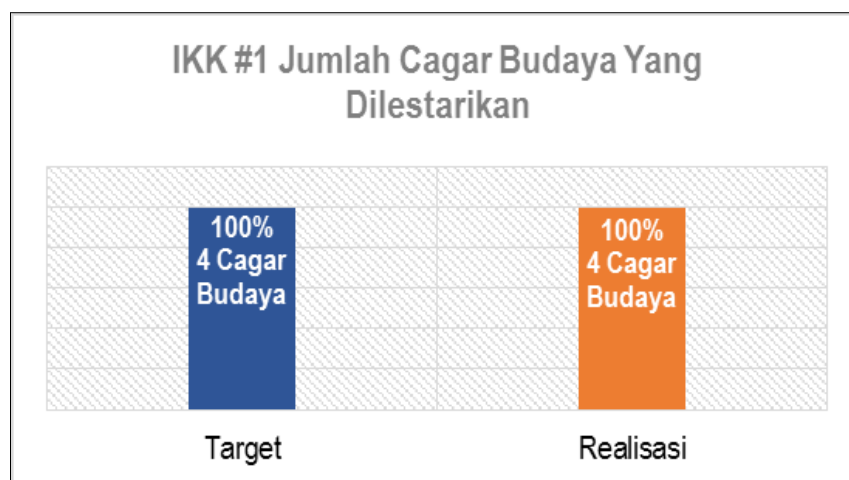 IKK #1 Jumlah Cagar Budaya Yang
Dilestarikan
100%
4 Cagar
Budaya
100%
4 Cagar
Budaya
Target
Realisasi